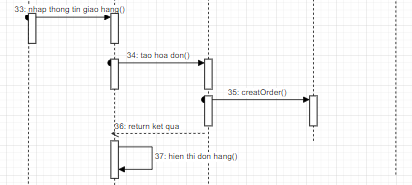 33: nhap thong tin giao hang()
34: tao hoa don()
35: creatOrder()
36: return ket qua
37: hien thi don hang()